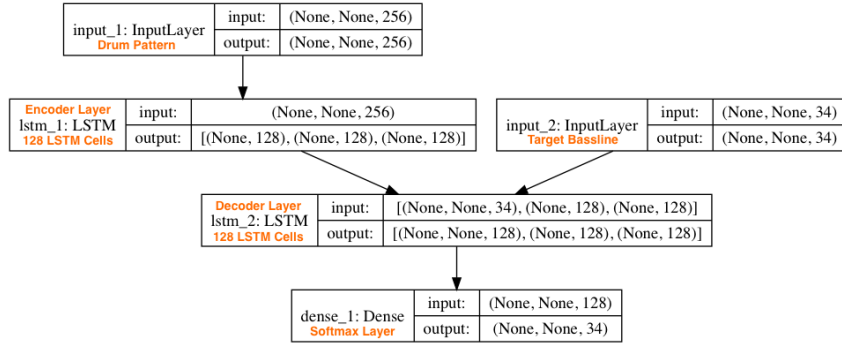 input_1: InputLayer
Drum Pattern
input: (None, None, 256)
output: (None, None, 256)
Encoder Layer
lstm_1: LSTM
128 LSTM Cells
input: (None, None, 256)
output: [(None, 128), (None, 128), (None, 128)]
input_2: InputLayer
Target Bassline
input: (None, None, 34)
output: (None, None, 34)
Decoder Layer
lstm_2: LSTM
128 LSTM Cells
input: [(None, None, 34), (None, 128), (None, 128)]
output: [(None, None, 128), (None, 128), (None, 128)]
dense_1: Dense
Softmax Layer
input: (None, None, 128)
output: (None, None, 34)